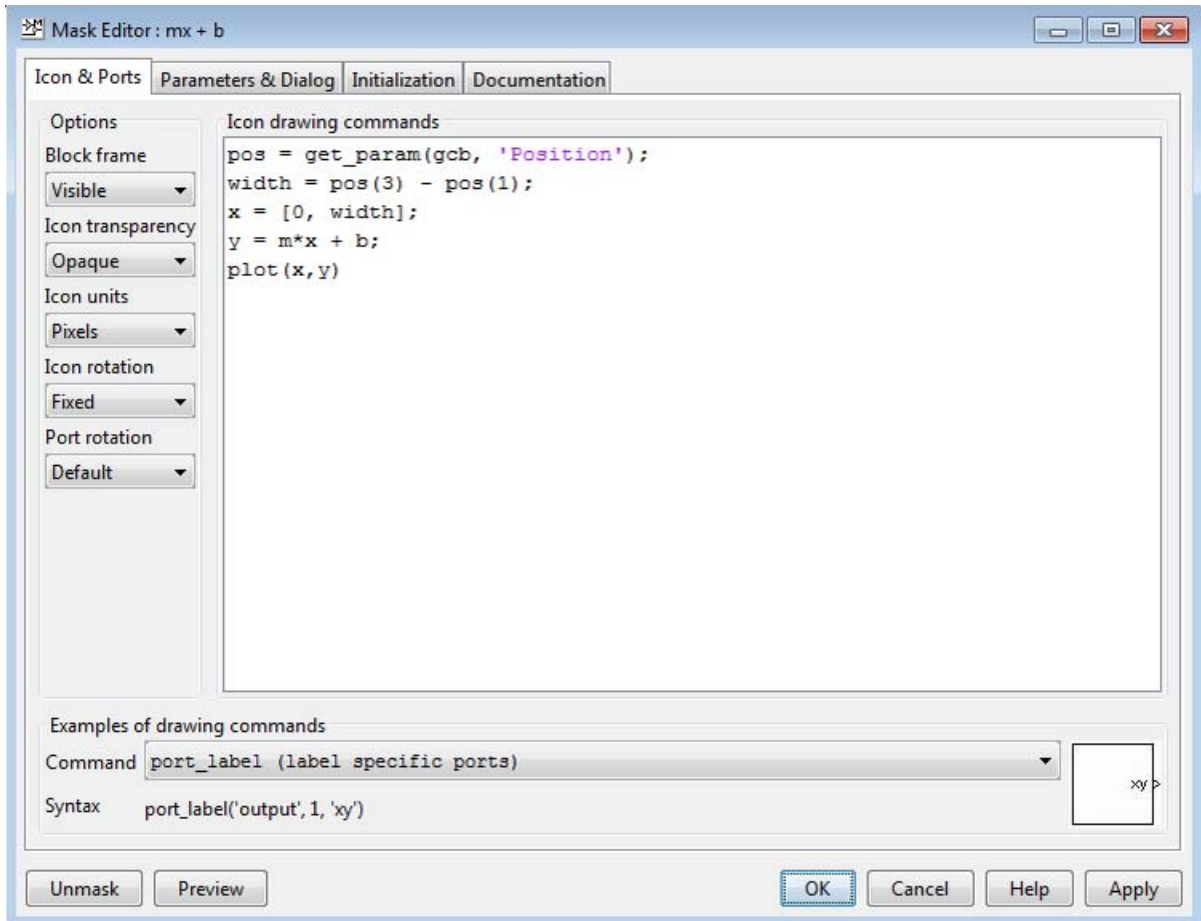 Mask Editor : mx + b
Icon & Ports Parameters & Dialog Initialization Documentation
Options
Block frame
Visible
Icon transparency
Opaque
Icon units
Pixels
Icon rotation
Fixed
Port rotation
Default
Icon drawing commands
pos = get_param(gcb, 'Position');
width = pos(3) - pos(1);
x = [0, width];
y = m*x + b;
plot(x,y)
Examples of drawing commands
Command port_label (label specific ports)
Syntax port_label('output', 1, 'xy')
xy
Unmask Preview OK Cancel Help Apply